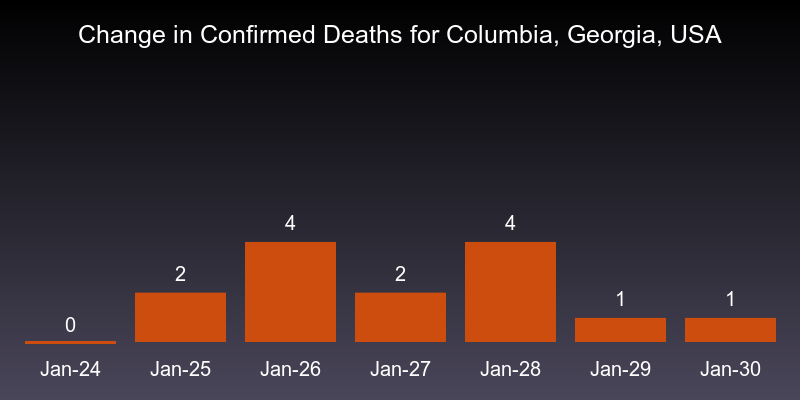 Change in Confirmed Deaths for Columbia, Georgia, USA
0
2
4
2
4
1
1
Jan-24
Jan-25
Jan-26
Jan-27
Jan-28
Jan-29
Jan-30